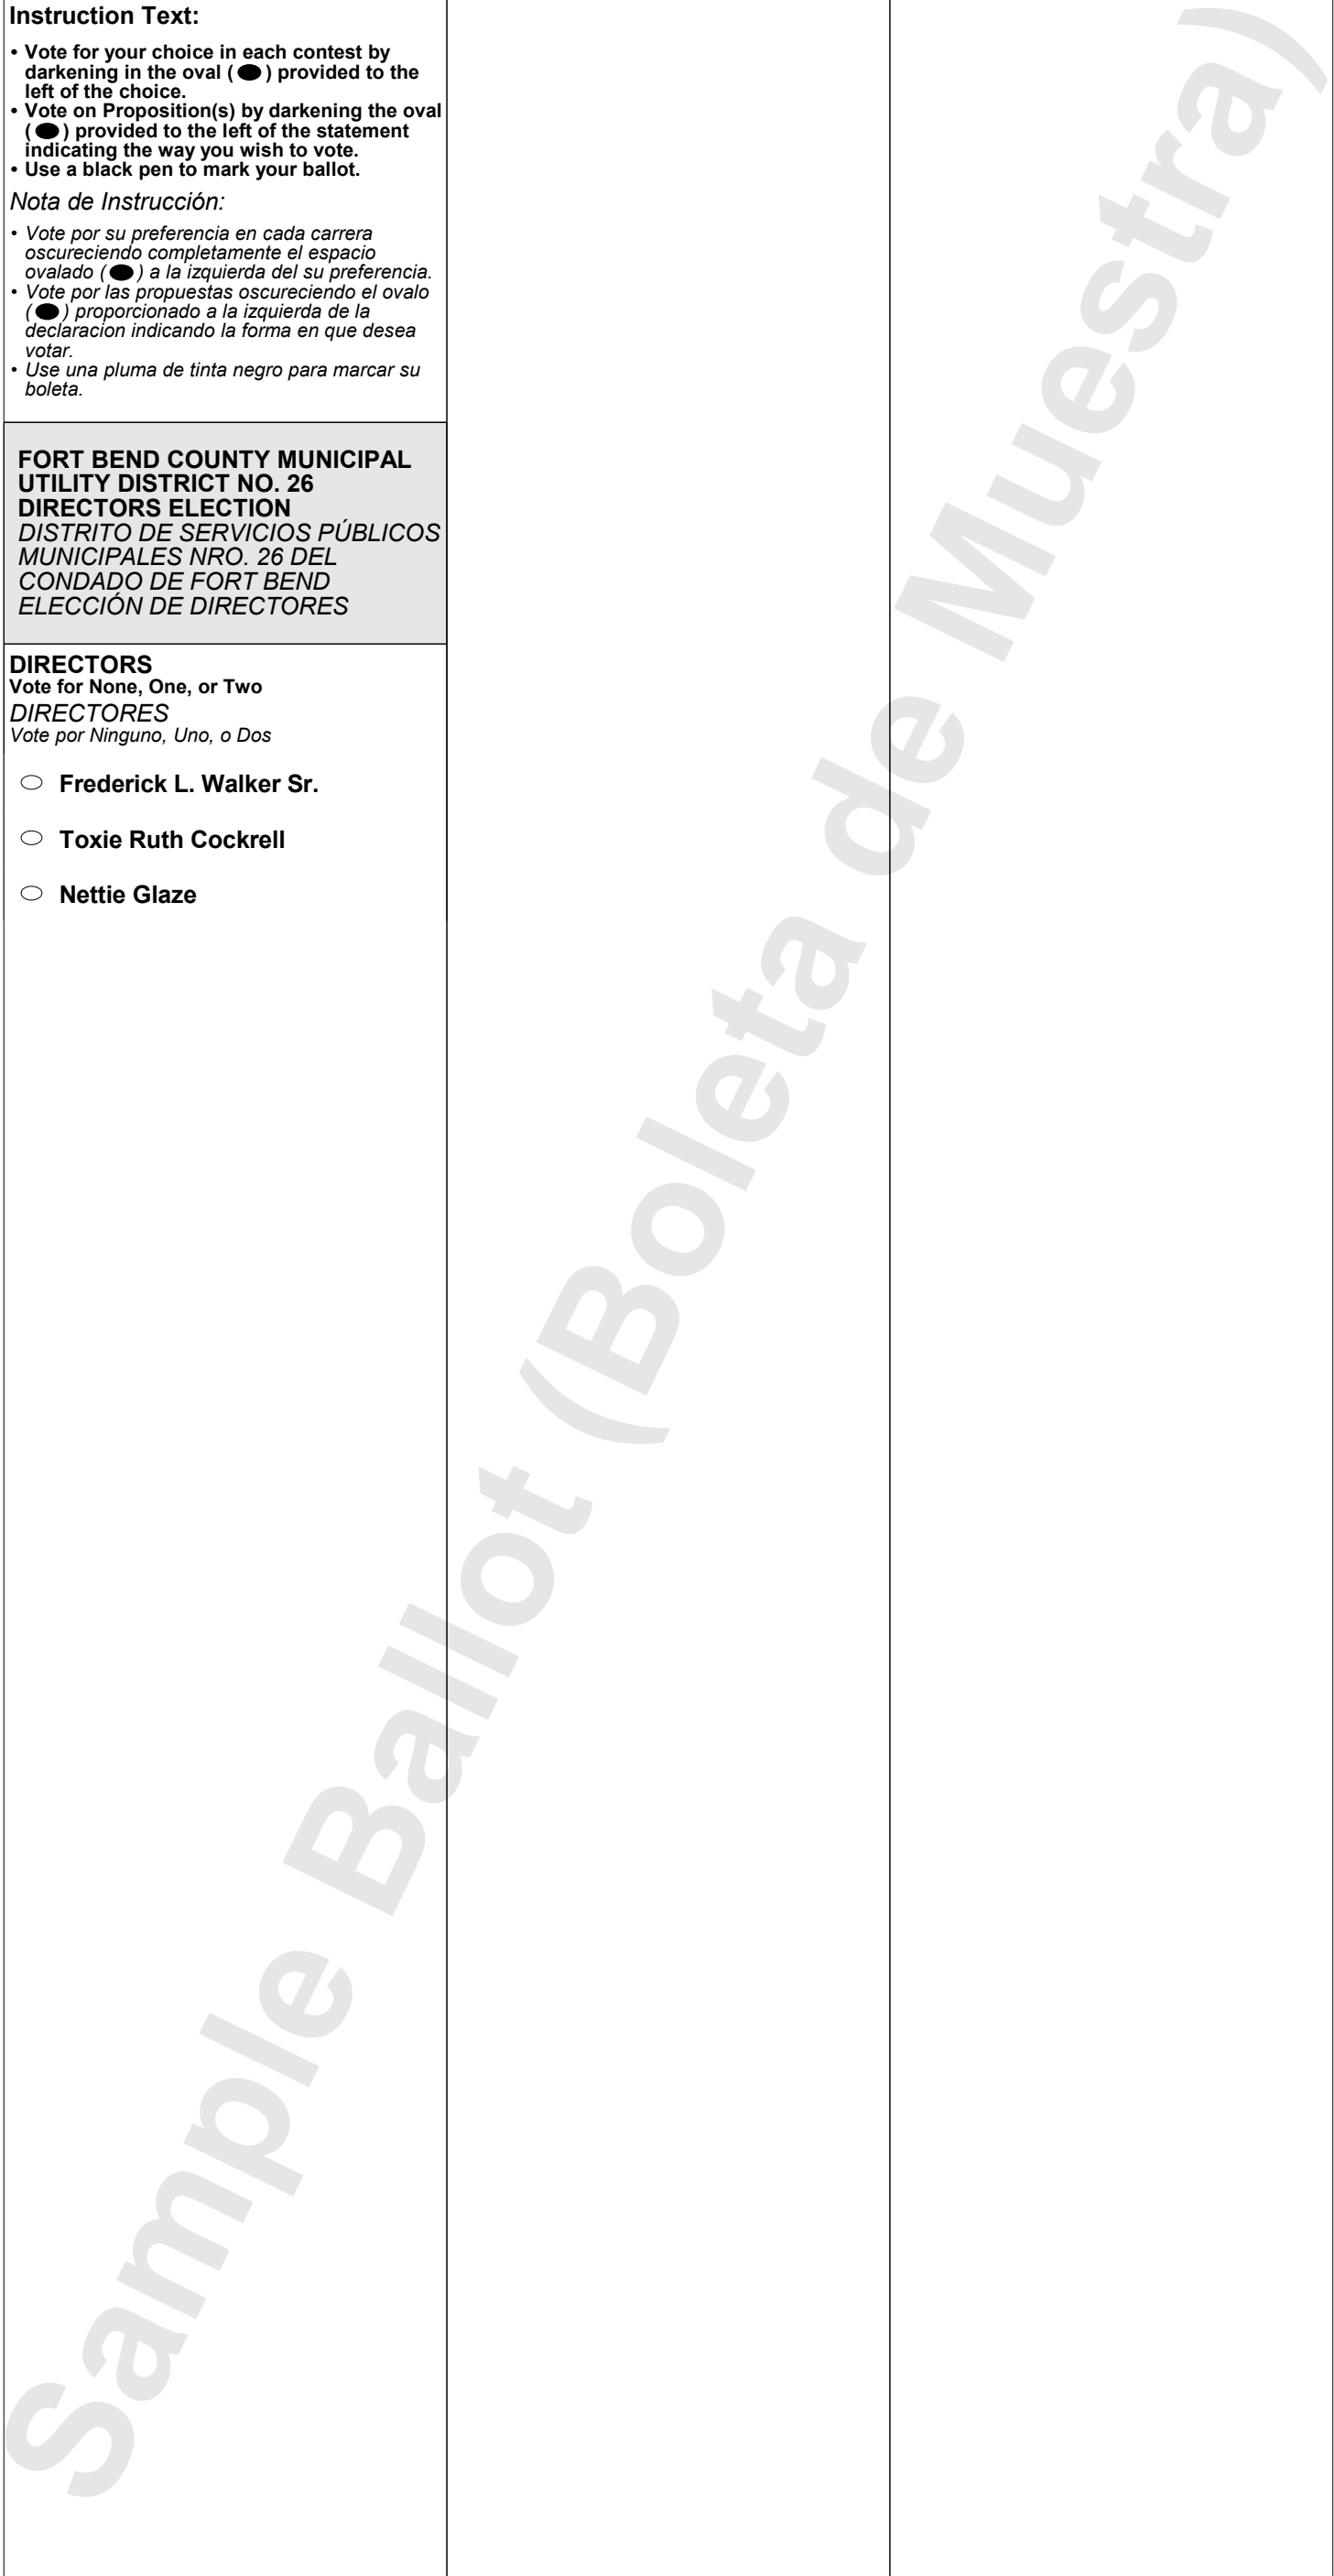 Instruction Text:
• Vote for your choice in each contest by
darkening in the oval (⬬) provided to the
left of the choice.
• Vote on Proposition(s) by darkening the oval
(⬬) provided to the left of the statement
indicating the way you wish to vote.
• Use a black pen to mark your ballot.
Nota de Instrucción:
• Vote por su preferencia en cada carrera
oscureciendo completamente el espacio
ovalado (⬬) a la izquierda del su preferencia.
• Vote por las propuestas oscureciendo el ovalo
(⬬) proporcionado a la izquierda de la
declaracion indicando la forma en que desea
votar.
• Use una pluma de tinta negro para marcar su
boleta.
FORT BEND COUNTY MUNICIPAL
UTILITY DISTRICT NO. 26
DIRECTORS ELECTION
DISTRITO DE SERVICIOS PÚBLICOS
MUNICIPALES NRO. 26 DEL
CONDADO DE FORT BEND
ELECCIÓN DE DIRECTORES
DIRECTORS
Vote for None, One, or Two
DIRECTORES
Vote por Ninguno, Uno, o Dos
Frederick L. Walker Sr.
Toxie Ruth Cockrell
Nettie Glaze
Sample Ballot (Boleta de Muestra)